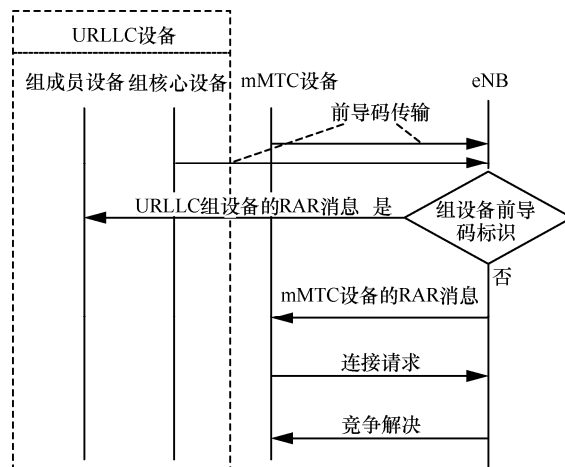 URLLC设备
组成员设备 组核心设备 mMTC设备 eNB
前导码传输
URLLC组设备的RAR消息 是
组设备前导
码标识
否
mMTC设备的RAR消息
连接请求
竞争解决